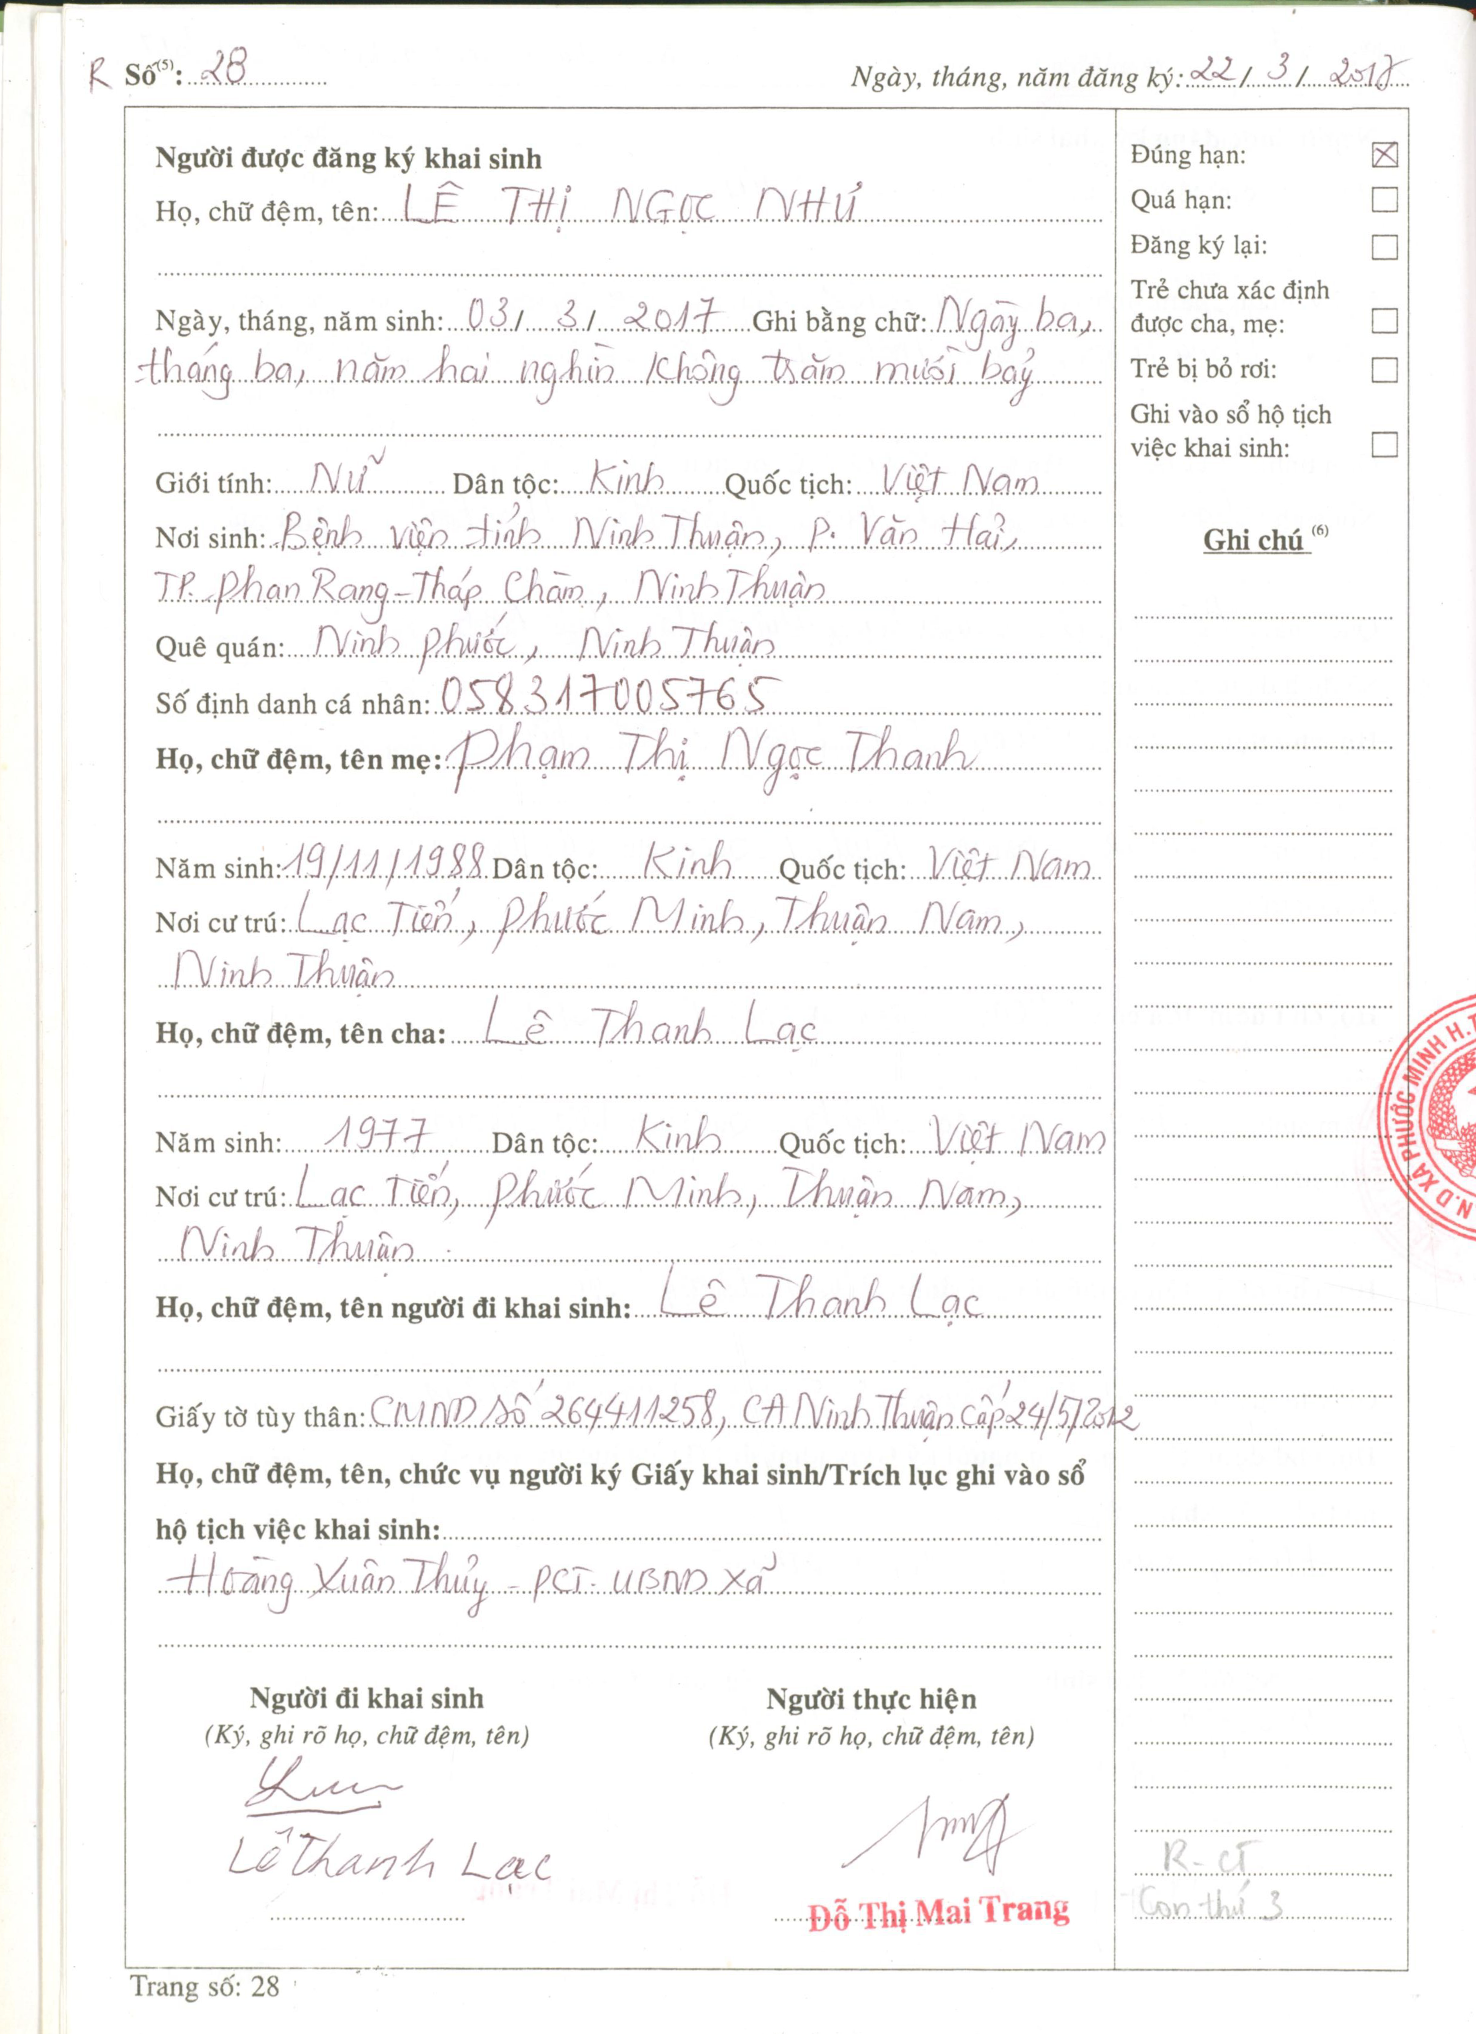 R Số(5): 28
Ngày, tháng, năm đăng ký: 22 / 3 / 2017
Người được đăng ký khai sinh
Họ, chữ đệm, tên: LÊ THỊ NGỌC NHƯ
Ngày, tháng, năm sinh: 03 / 3 / 2017 Ghi bằng chữ: Ngày ba,
tháng ba, năm hai nghìn không trăm mười bảy
Giới tính: Nữ Dân tộc: Kinh Quốc tịch: Việt Nam
Nơi sinh: Bệnh viện tỉnh Ninh Thuận, P. Văn Hải,
TP. Phan Rang - Tháp Chàm, Ninh Thuận
Quê quán: Ninh Phước, Ninh Thuận
Số định danh cá nhân: 058317005765
Họ, chữ đệm, tên mẹ: Phạm Thị Ngọc Thanh
Năm sinh: 19/11/1988 Dân tộc: Kinh Quốc tịch: Việt Nam
Nơi cư trú: Lạc Tiến, Phước Minh, Thuận Nam,
Ninh Thuận
Họ, chữ đệm, tên cha: Lê Thanh Lạc
Năm sinh: 1977 Dân tộc: Kinh Quốc tịch: Việt Nam
Nơi cư trú: Lạc Tiến, Phước Minh, Thuận Nam,
Ninh Thuận
Họ, chữ đệm, tên người đi khai sinh: Lê Thanh Lạc
Giấy tờ tùy thân: CMND số 264411258, CA Ninh Thuận cấp 24/5/2012
Họ, chữ đệm, tên, chức vụ người ký Giấy khai sinh/Trích lục ghi vào sổ
hộ tịch việc khai sinh:
Hoàng Xuân Thủy - PCT. UBND xã
Người đi khai sinh
(Ký, ghi rõ họ, chữ đệm, tên)
Lê Thanh Lạc
Người thực hiện
(Ký, ghi rõ họ, chữ đệm, tên)
Đỗ Thị Mai Trang
Đúng hạn: ☒
Quá hạn: ☐
Đăng ký lại: ☐
Trẻ chưa xác định
được cha, mẹ: ☐
Trẻ bị bỏ rơi: ☐
Ghi vào sổ hộ tịch
việc khai sinh: ☐
Ghi chú (6)
N.D XÃ PHƯỚC MINH H.T
R - CT
Con thứ 3
Trang số: 28